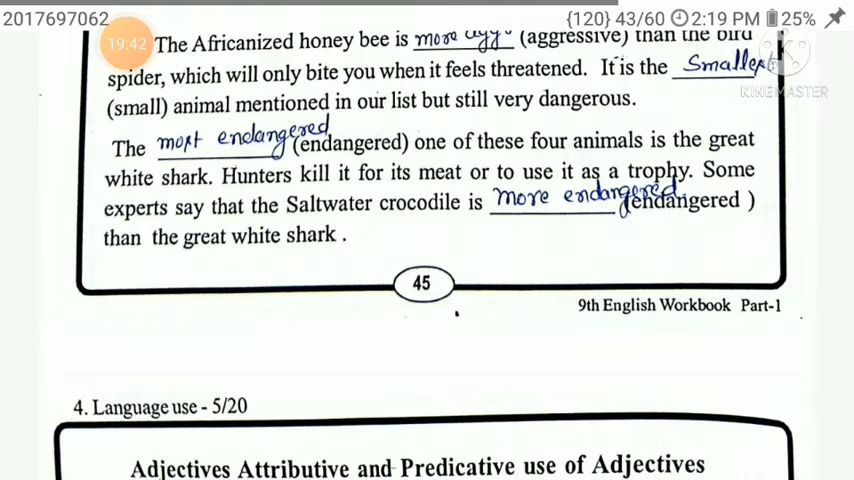 2017697062 {120} 43/60 2:19 PM 25%
19:42
The Africanized honey bee is more (aggressive) than the bird
spider, which will only bite you when it feels threatened. It is the Smallest
KINEMASTER
(small) animal mentioned in our list but still very dangerous.
The most endangered (endangered) one of these four animals is the great
white shark. Hunters kill it for its meat or to use it as a trophy. Some
experts say that the Saltwater crocodile is more endangered (endangered )
than the great white shark .
45
9th English Workbook Part-1
4. Language use - 5/20
Adjectives Attributive and Predicative use of Adjectives